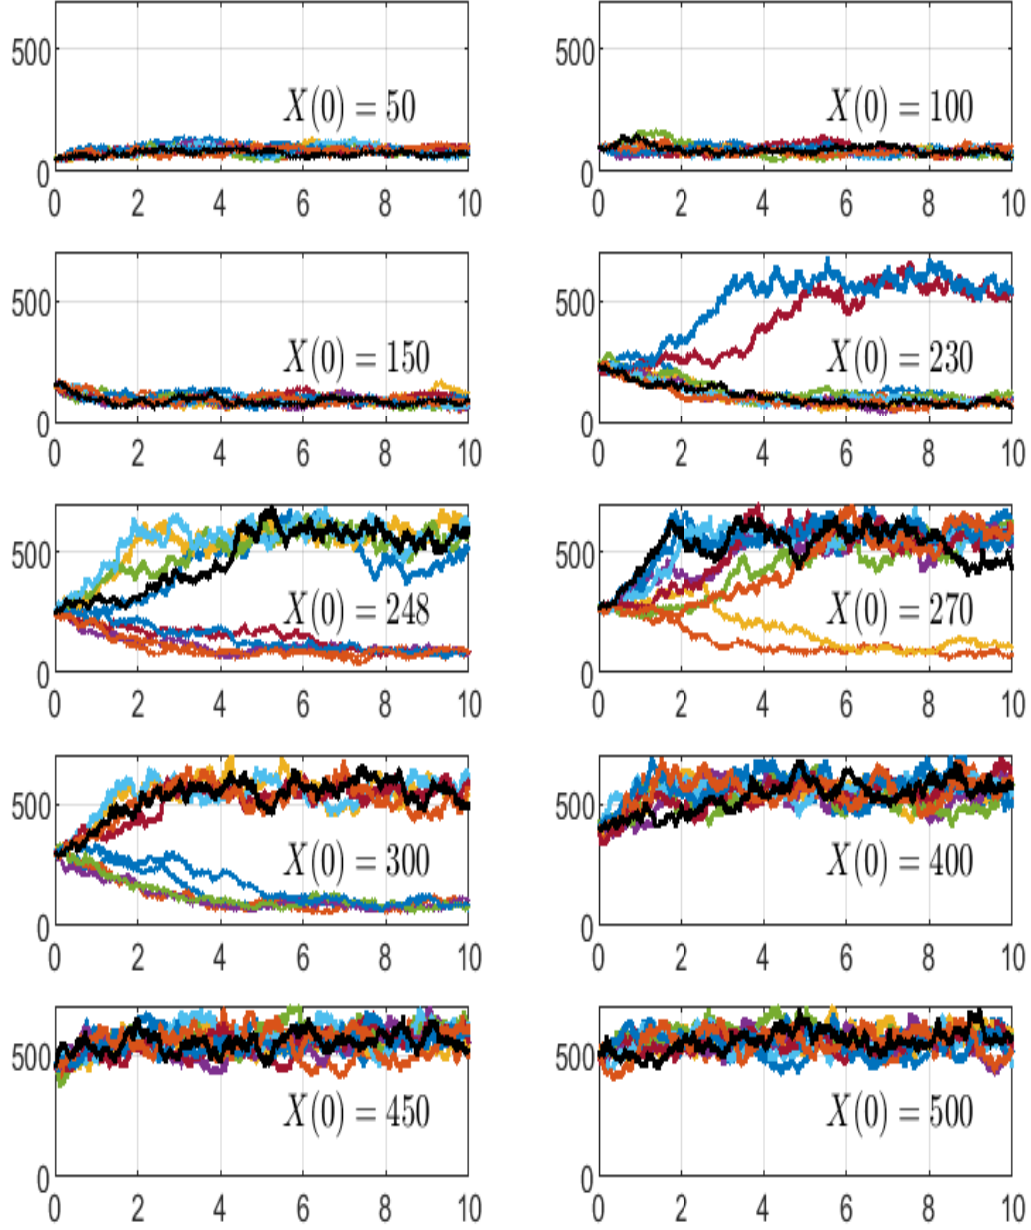 500
X(0) = 50
0
0 2 4 6 8 10
500
X(0) = 100
0
0 2 4 6 8 10
500
X(0) = 150
0
0 2 4 6 8 10
500
X(0) = 230
0
0 2 4 6 8 10
500
X(0) = 248
0
0 2 4 6 8 10
500
X(0) = 270
0
0 2 4 6 8 10
500
X(0) = 300
0
0 2 4 6 8 10
500
X(0) = 400
0
0 2 4 6 8 10
500
X(0) = 450
0
0 2 4 6 8 10
500
X(0) = 500
0
0 2 4 6 8 10